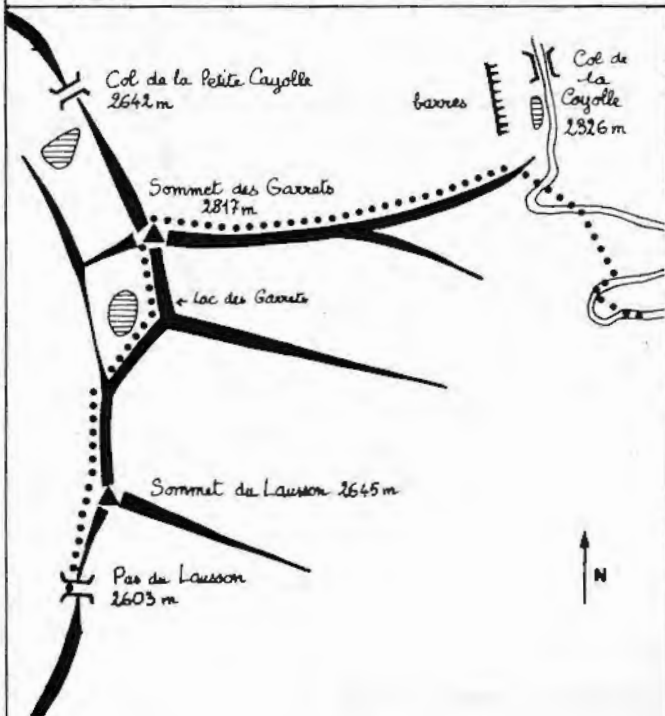 Col de la Petite Cayolle
2642 m
Col de
la
Cayolle
2326 m
barres
Sommet des Garrets
2817 m
← Lac des Garrets
Sommet du Lausson 2645 m
Pas du Lausson
2603 m
N